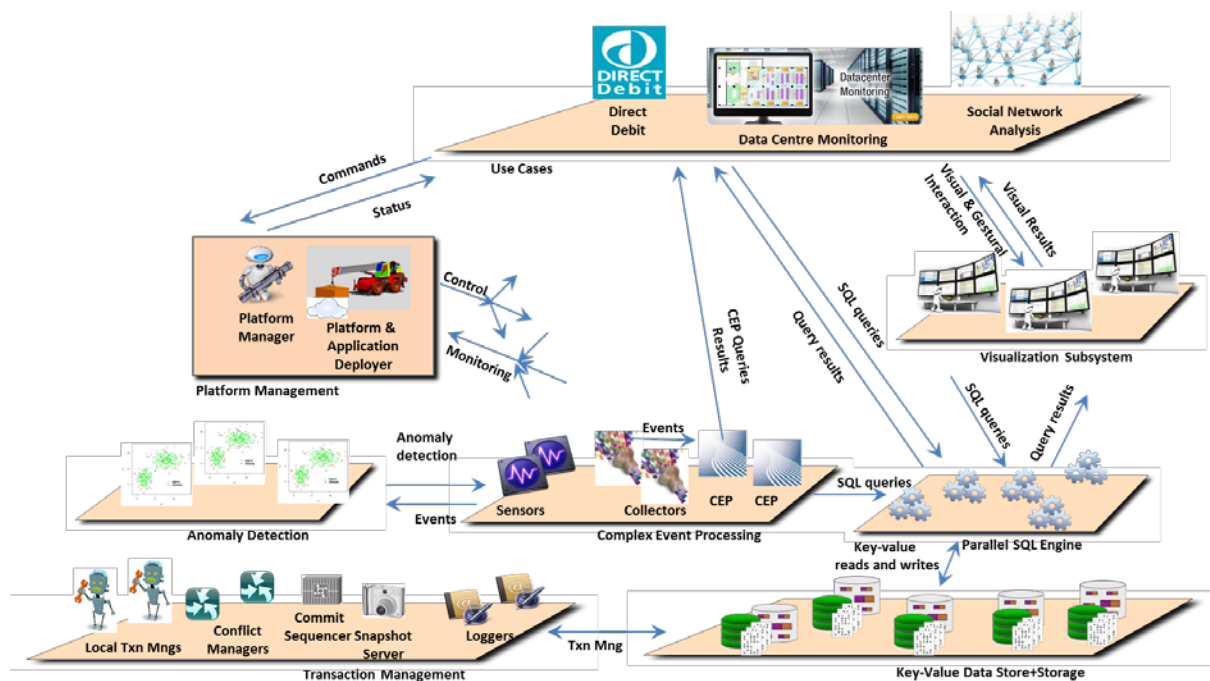 DIRECT
Debit
Datacenter
Monitoring
Direct
Debit
Data Centre Monitoring
Social Network
Analysis
Use Cases
Commands
Status
Visual & Gestural
Interaction
Visual Results
Platform
Manager
Platform &
Application
Deployer
Control
Monitoring
Platform Management
CEP Queries
Results
Query results
SQL queries
Visualization Subsystem
SQL queries
Query results
Anomaly
detection
Events
Anomaly Detection
Sensors
Events
Collectors
CEP
CEP
Complex Event Processing
SQL queries
Parallel SQL Engine
Key-value
reads and writes
Local Txn Mngs
Conflict
Managers
Commit
Sequencer
Snapshot
Server
Loggers
Transaction Management
Txn Mng
Key-Value Data Store+Storage